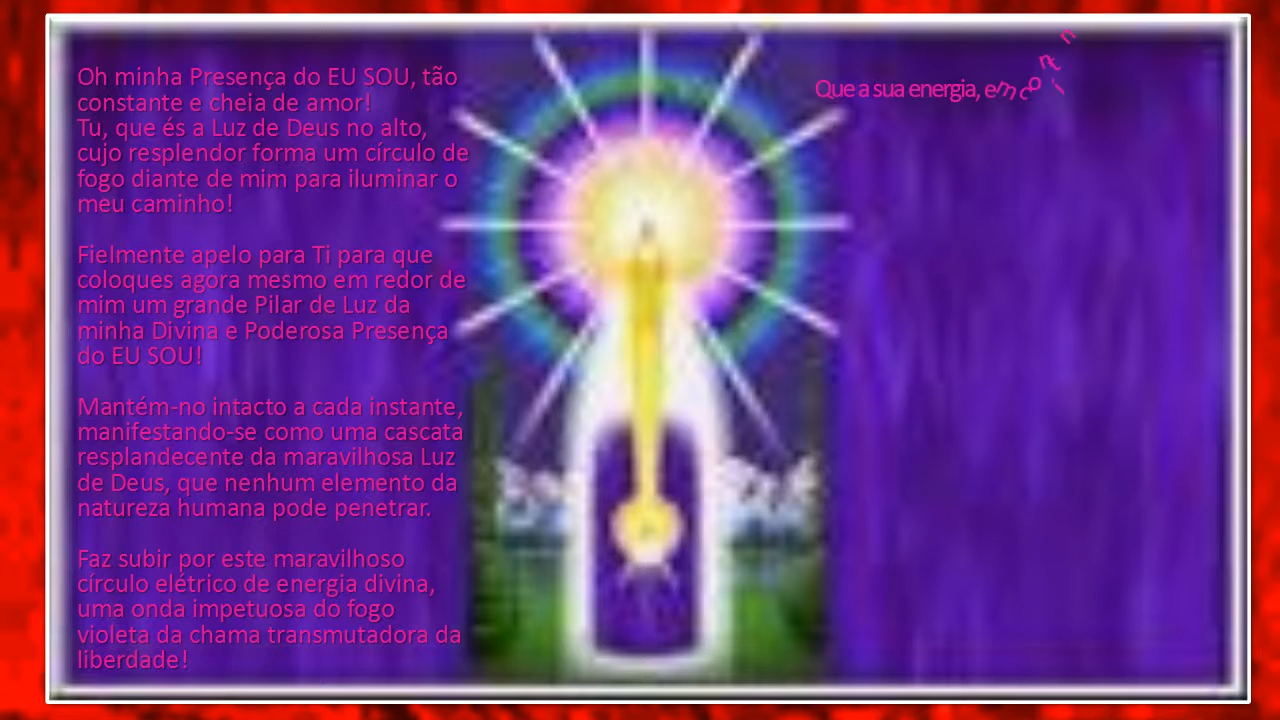 Oh minha Presença do EU SOU, tão
constante e cheia de amor!
Tu, que és a Luz de Deus no alto,
cujo resplendor forma um círculo de
fogo diante de mim para iluminar o
meu caminho!
Fielmente apelo para Ti para que
coloques agora mesmo em redor de
mim um grande Pilar de Luz da
minha Divina e Poderosa Presença
do EU SOU!
Mantém-no intacto a cada instante,
manifestando-se como uma cascata
resplandecente da maravilhosa Luz
de Deus, que nenhum elemento da
natureza humana pode penetrar.
Faz subir por este maravilhoso
círculo elétrico de energia divina,
uma onda impetuosa do fogo
violeta da chama transmutadora da
liberdade!
Que a sua energia, em